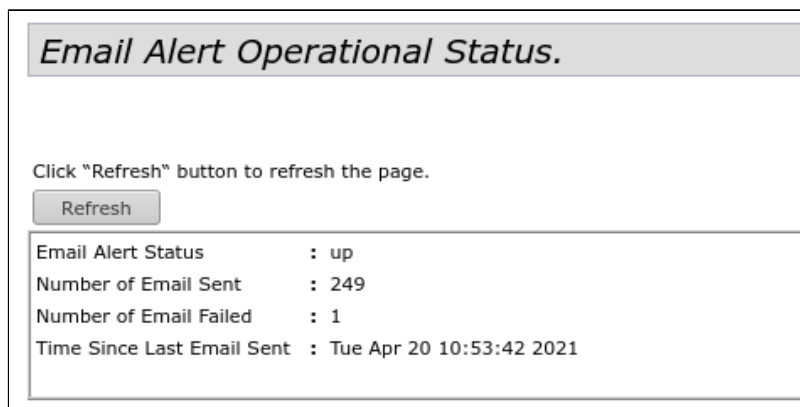 Email Alert Operational Status.
Click "Refresh" button to refresh the page.
Refresh
Email Alert Status : up
Number of Email Sent : 249
Number of Email Failed : 1
Time Since Last Email Sent : Tue Apr 20 10:53:42 2021